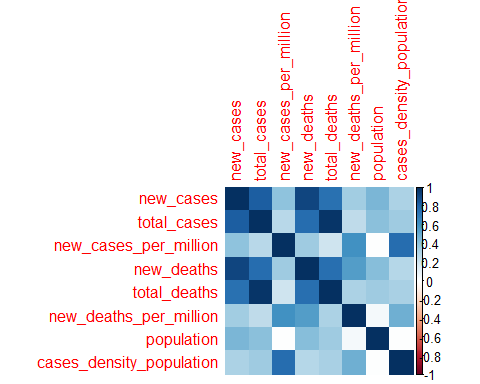 new_cases
total_cases
new_cases_per_million
new_deaths
total_deaths
new_deaths_per_million
population
cases_density_population
new_cases
total_cases
new_cases_per_million
new_deaths
total_deaths
new_deaths_per_million
population
cases_density_population
1
0.8
0.6
0.4
0.2
0
-0.2
-0.4
-0.6
-0.8
-1